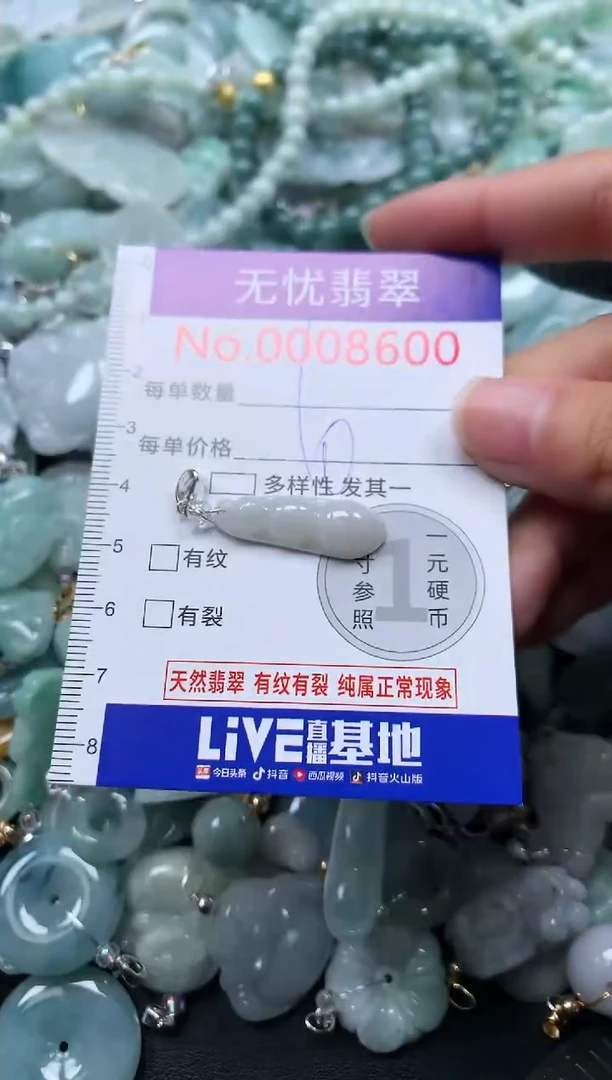 无忧翡翠
No.0008600
每单数量
每单价格
多样性发其一
有纹
有裂
一元硬币
寸参照
1
天然翡翠 有纹有裂 纯属正常现象
LiVE直播基地
头条 今日头条 抖音 西瓜视频 抖音火山版
2
3
4
5
6
7
8